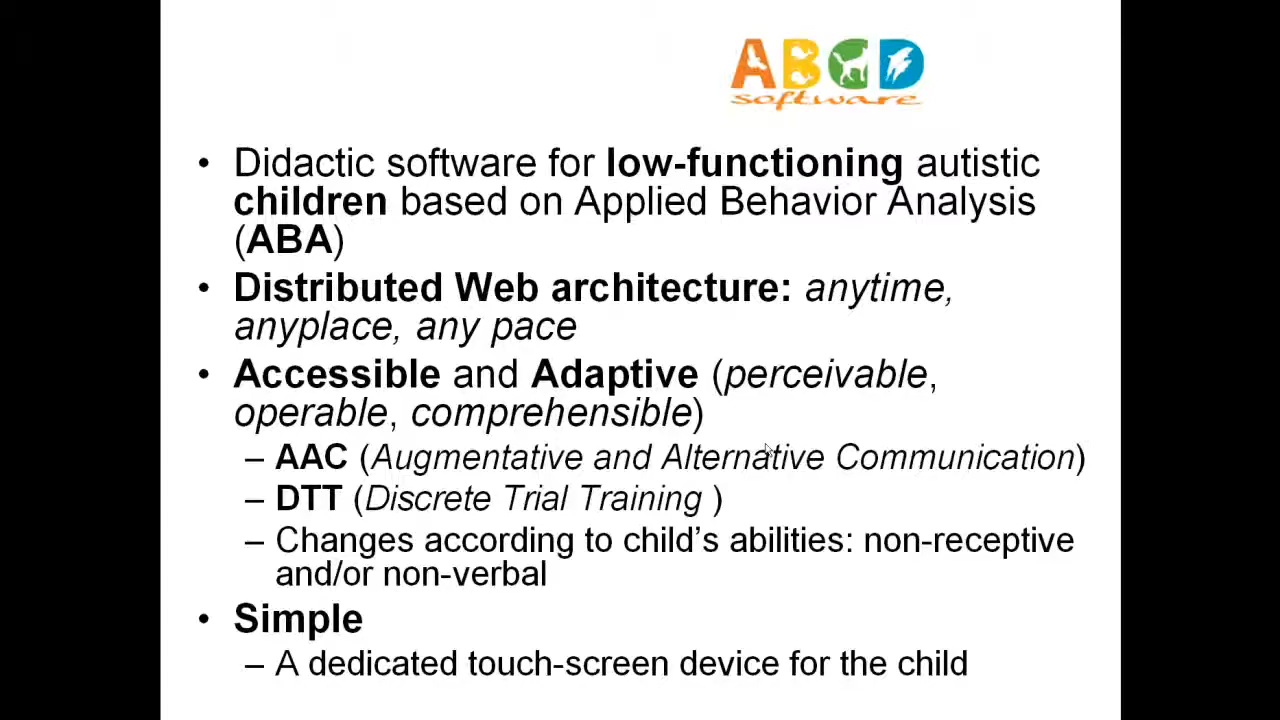 ABCD
software
• Didactic software for low-functioning autistic
children based on Applied Behavior Analysis
(ABA)
• Distributed Web architecture: anytime,
anyplace, any pace
• Accessible and Adaptive (perceivable,
operable, comprehensible)
– AAC (Augmentative and Alternative Communication)
– DTT (Discrete Trial Training )
– Changes according to child’s abilities: non-receptive
and/or non-verbal
• Simple
– A dedicated touch-screen device for the child